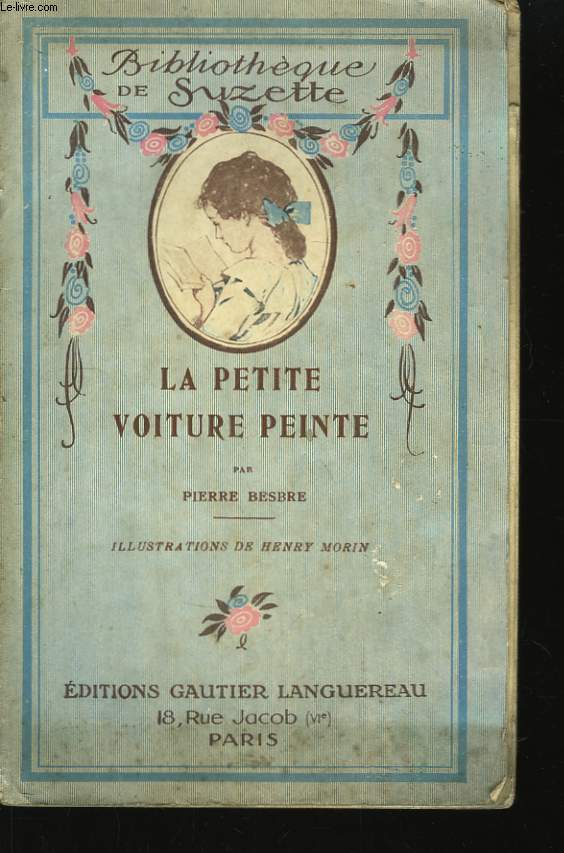 Le-livre.com
Bibliothèque
DE Suzette
LA PETITE
VOITURE PEINTE
PAR
PIERRE BESBRE
ILLUSTRATIONS DE HENRY MORIN
ÉDITIONS GAUTIER LANGUEREAU
18, Rue Jacob (VIe)
PARIS